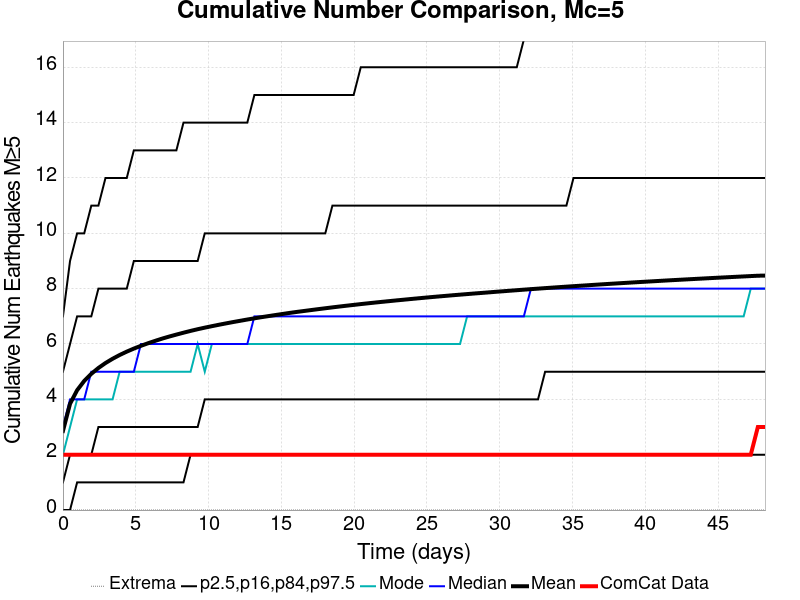 Cumulative Number Comparison, Mc=5
Cumulative Num Earthquakes M≥5
16
14
12
10
8
6
4
2
0
0 5 10 15 20 25 30 35 40 45
Time (days)
Extrema p2.5,p16,p84,p97.5 Mode Median Mean ComCat Data